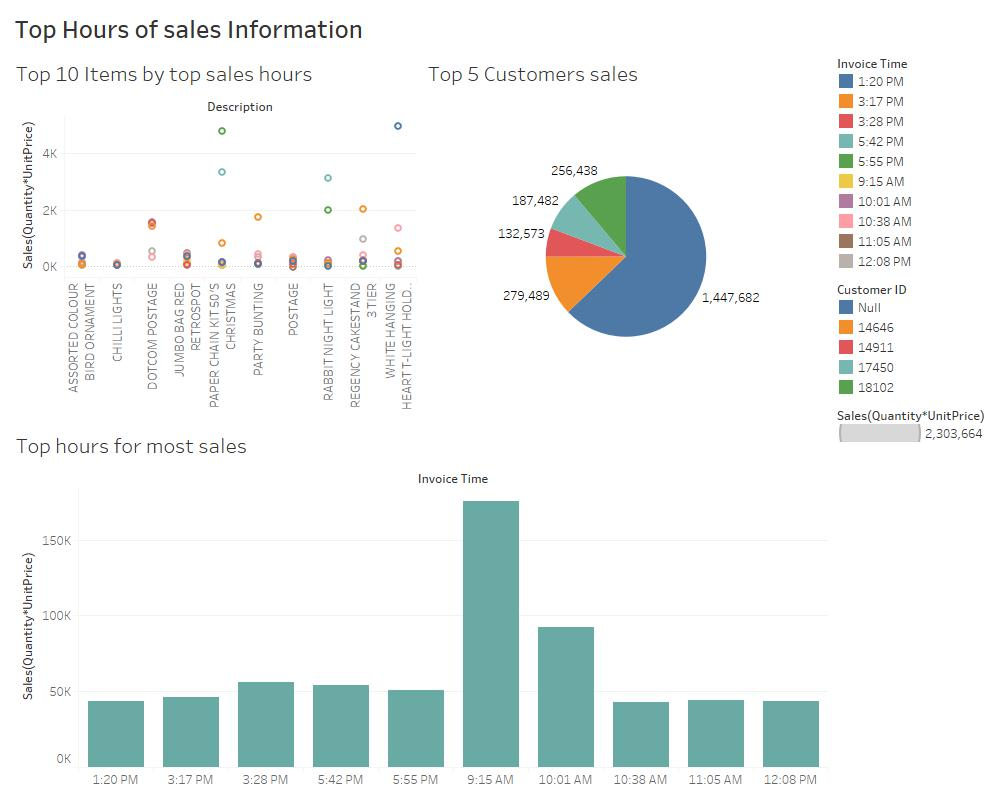 Top Hours of sales Information
Top 10 Items by top sales hours
Description
Sales(Quantity*UnitPrice)
4K
2K
0K
ASSORTED COLOUR
BIRD ORNAMENT
CHILLI LIGHTS
DOTCOM POSTAGE
JUMBO BAG RED
RETROSPOT
PAPER CHAIN KIT 50'S
CHRISTMAS
PARTY BUNTING
POSTAGE
RABBIT NIGHT LIGHT
REGENCY CAKESTAND
3 TIER
WHITE HANGING
HEART T-LIGHT HOLD..
Top 5 Customers sales
256,438
187,482
132,573
279,489
1,447,682
Invoice Time
1:20 PM
3:17 PM
3:28 PM
5:42 PM
5:55 PM
9:15 AM
10:01 AM
10:38 AM
11:05 AM
12:08 PM
Customer ID
Null
14646
14911
17450
18102
Sales(Quantity*UnitPrice)
2,303,664
Top hours for most sales
Invoice Time
Sales(Quantity*UnitPrice)
150K
100K
50K
0K
1:20 PM
3:17 PM
3:28 PM
5:42 PM
5:55 PM
9:15 AM
10:01 AM
10:38 AM
11:05 AM
12:08 PM